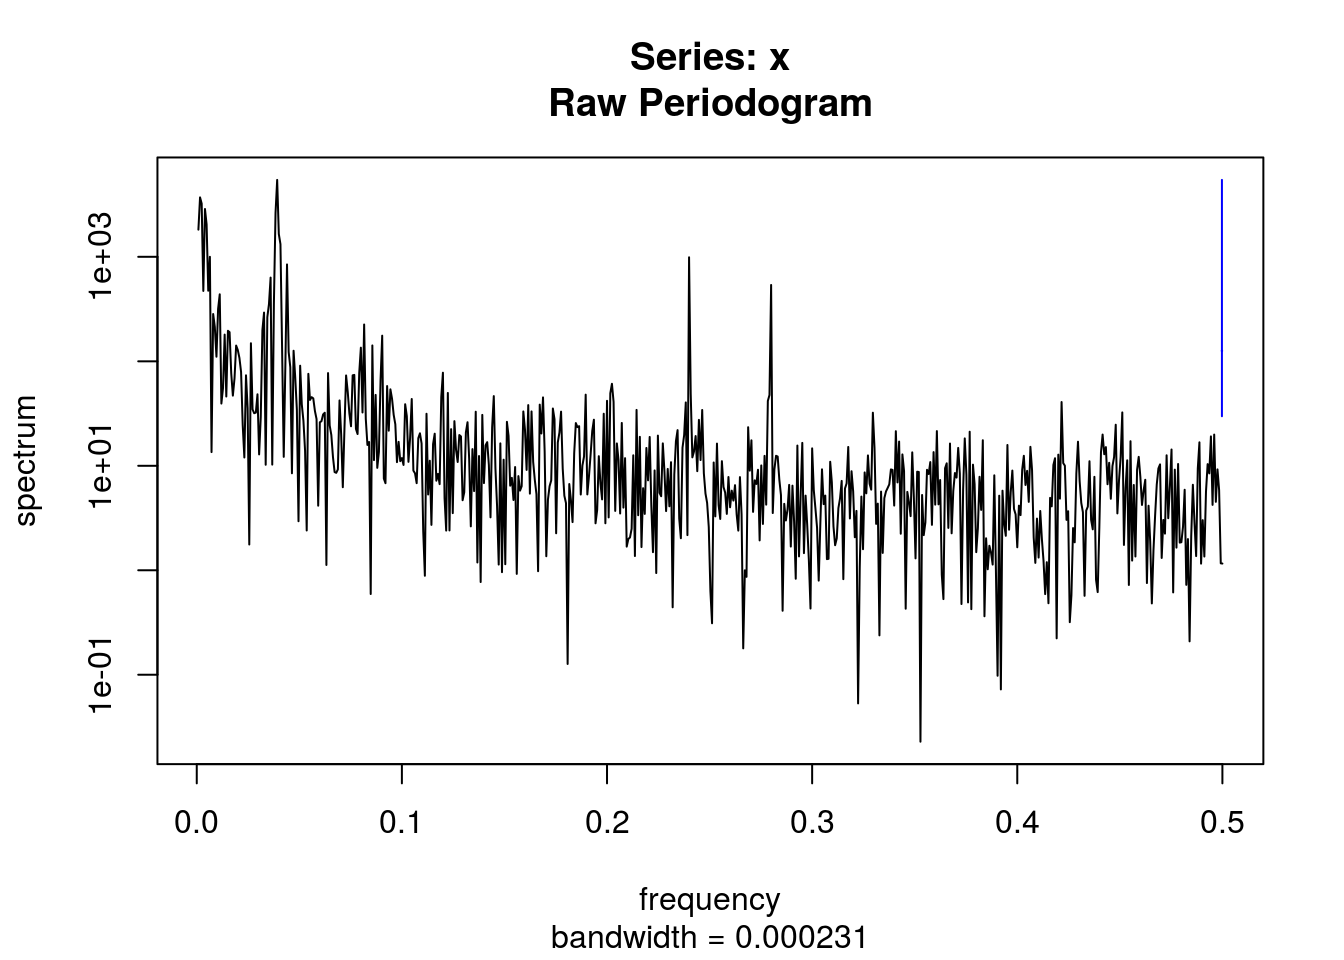 Series: x
Raw Periodogram
spectrum
1e+03
1e+01
1e-01
0.0 0.1 0.2 0.3 0.4 0.5
frequency
bandwidth = 0.000231